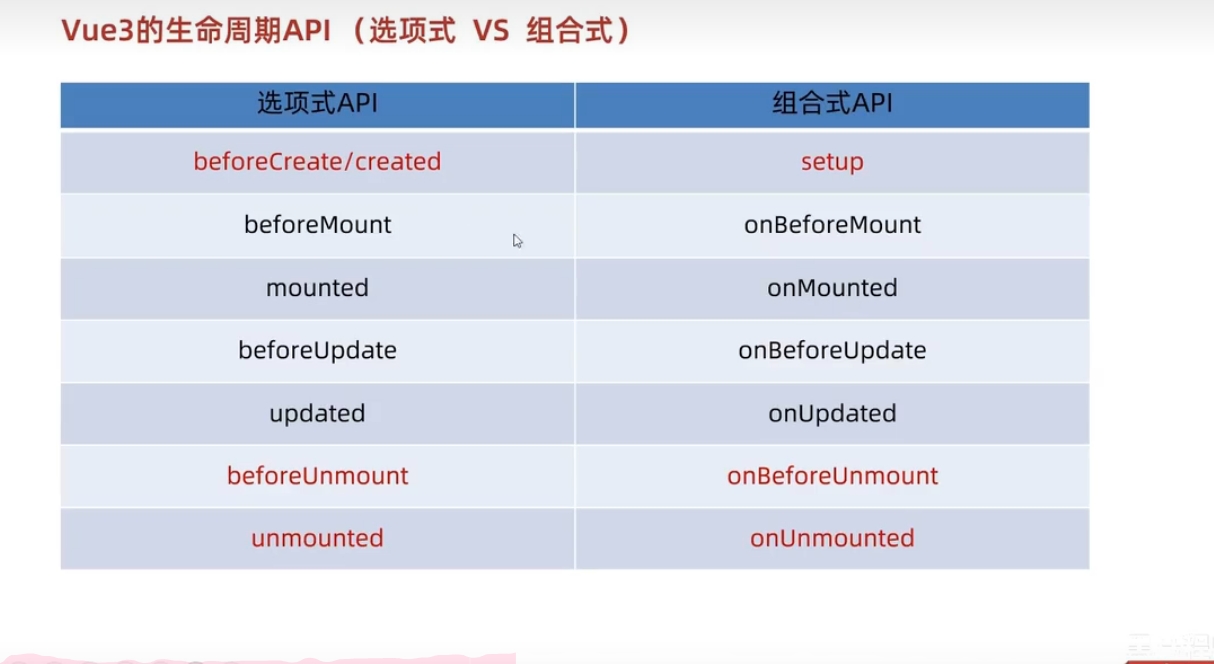 Vue3的生命周期API （选项式 VS 组合式）
选项式API 组合式API
beforeCreate/created setup
beforeMount onBeforeMount
mounted onMounted
beforeUpdate onBeforeUpdate
updated onUpdated
beforeUnmount onBeforeUnmount
unmounted onUnmounted